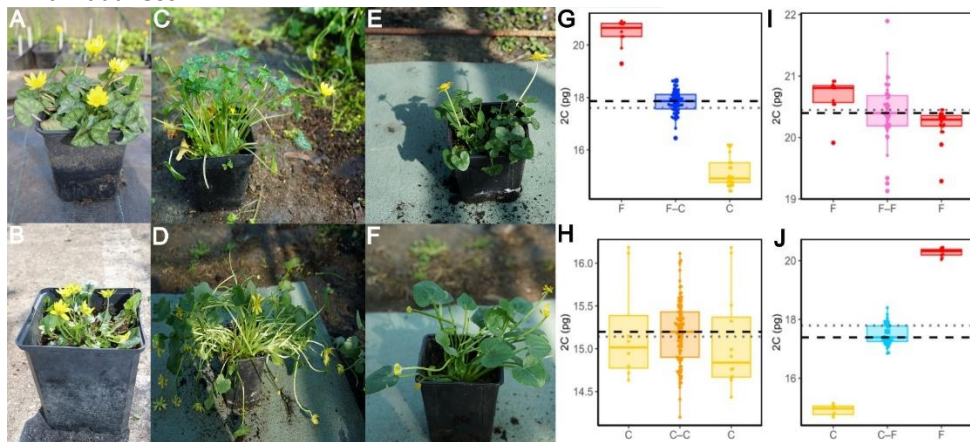 A
C
E
B
D
F
G
2C (pg)
20
18
16
F
F–C
C
I
2C (pg)
22
21
20
19
F
F–F
F
H
2C (pg)
16.0
15.5
15.0
14.5
C
C–C
C
J
2C (pg)
20
18
16
C
C–F
F